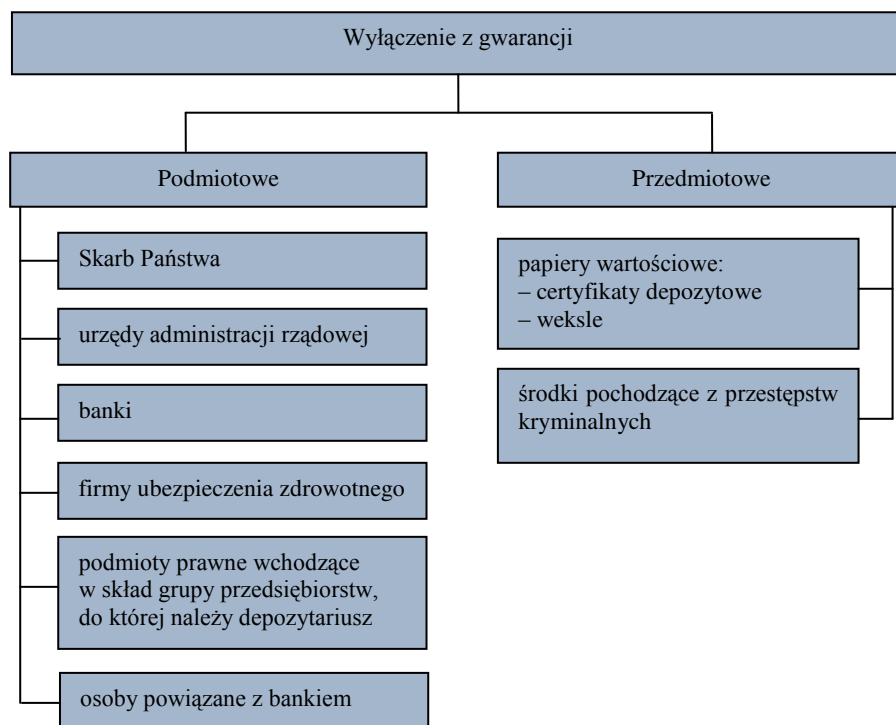 Wyłączenie z gwarancji
Podmiotowe
Skarb Państwa
urzędy administracji rządowej
banki
firmy ubezpieczenia zdrowotnego
podmioty prawne wchodzące
w skład grupy przedsiębiorstw,
do której należy depozytariusz
osoby powiązane z bankiem
Przedmiotowe
papiery wartościowe:
– certyfikaty depozytowe
– weksle
środki pochodzące z przestępstw
kryminalnych